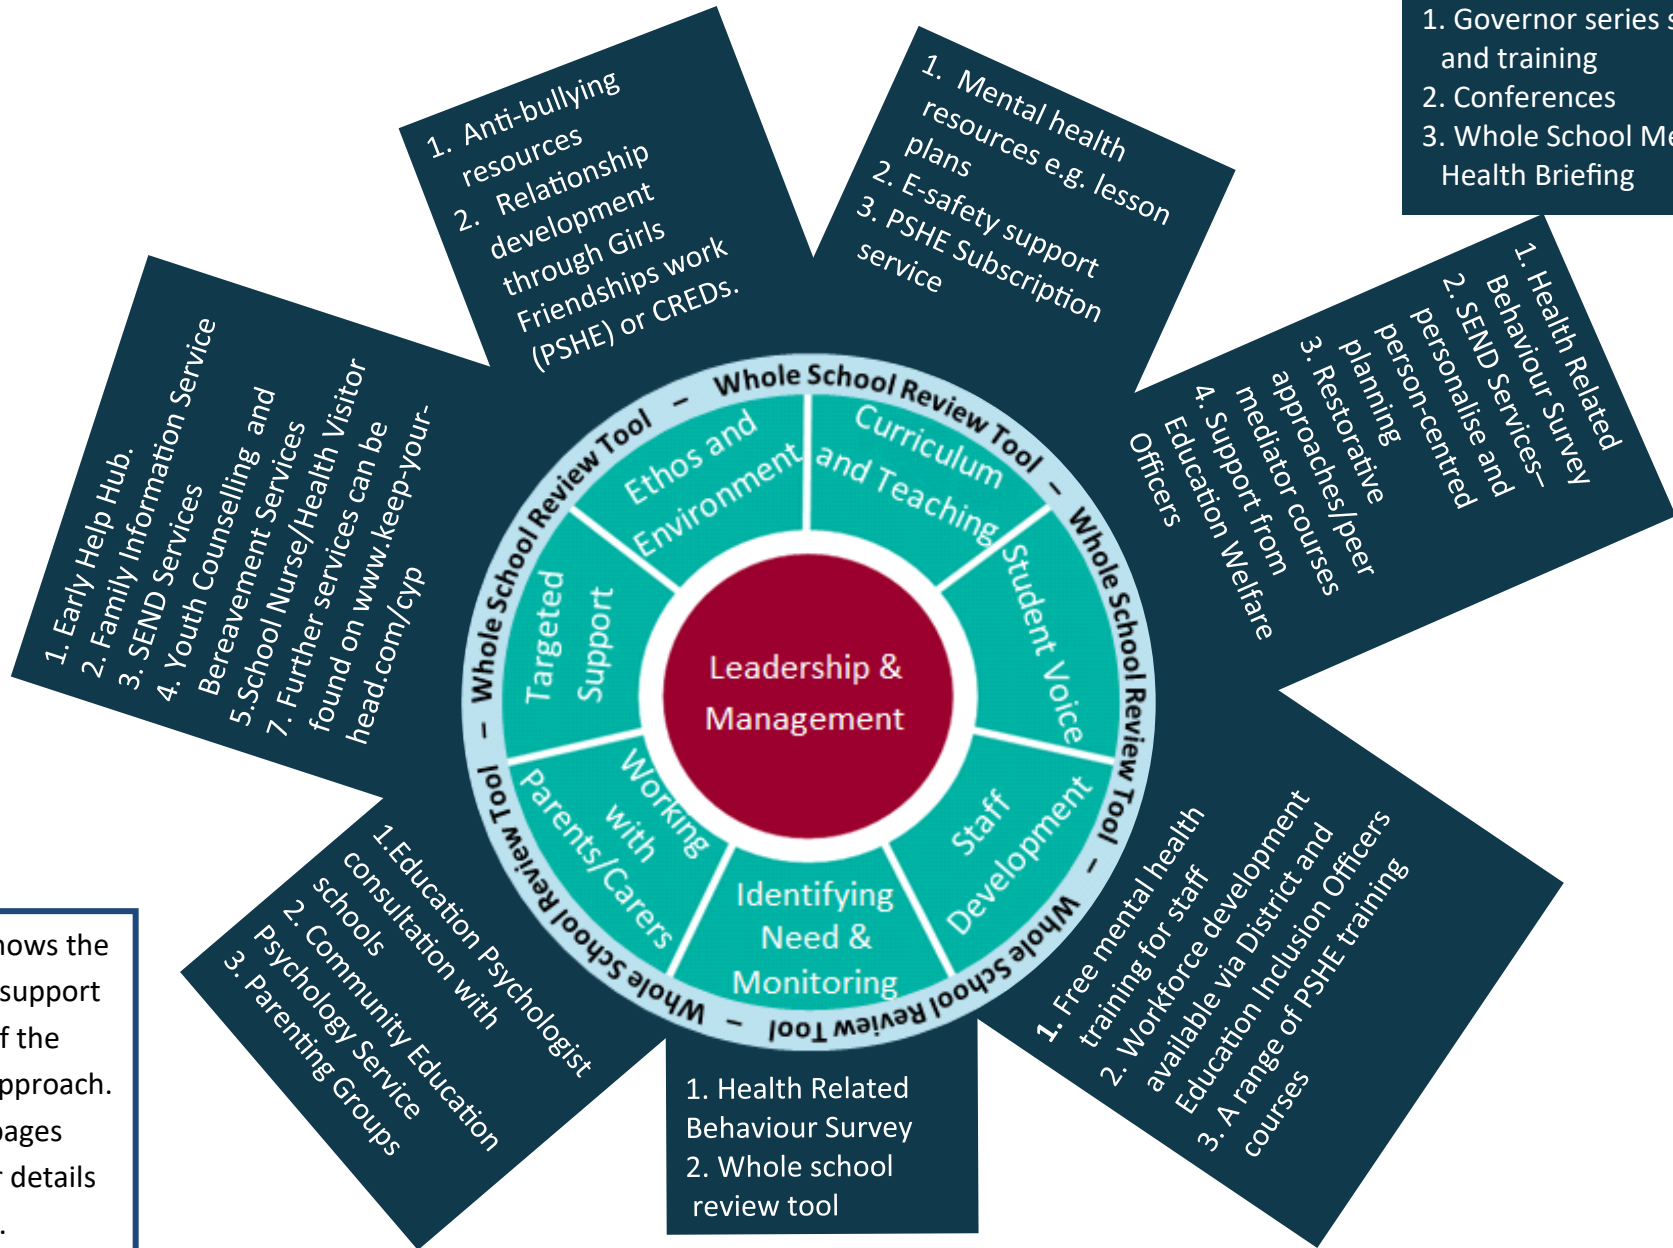 1. Anti-bullying
resources
2. Relationship
development
through Girls
Friendships work
(PSHE) or CREDs.
1. Mental health
resources e.g. lesson
plans
2. E-safety support
3. PSHE Subscription
service
1. Governor series
and training
2. Conferences
3. Whole School
Health Briefing
1. Health Related
Behaviour Survey
2. SEND Services–
personalise and
person-centred
planning
3. Restorative
approaches/peer
mediator courses
4. Support from
Education Welfare
Officers
1. Early Help Hub.
2. Family Information Service
3. SEND Services
4. Youth Counselling and
Bereavement Services
5.School Nurse/Health Visitor
7. Further services can be
found on www.keep-your-
head.com/cyp
Whole School Review Tool – Whole School Review Tool – Whole School Review Tool – Whole School Review Tool – Whole School Review Tool –
Ethos and
Environment
Curriculum
and Teaching
Student Voice
Staff
Development
Identifying
Need &
Monitoring
Working
with
Parents/Carers
Targeted
Support
Leadership &
Management
1. Free mental health
training for staff
2. Workforce development
available via District and
Education Inclusion Officers
3. A range of PSHE training
courses
1. Health Related
Behaviour Survey
2. Whole school
review tool
1.Education Psychologist
consultation with
schools
2. Community Education
Psychology Service
3. Parenting Groups
the
support
the
details